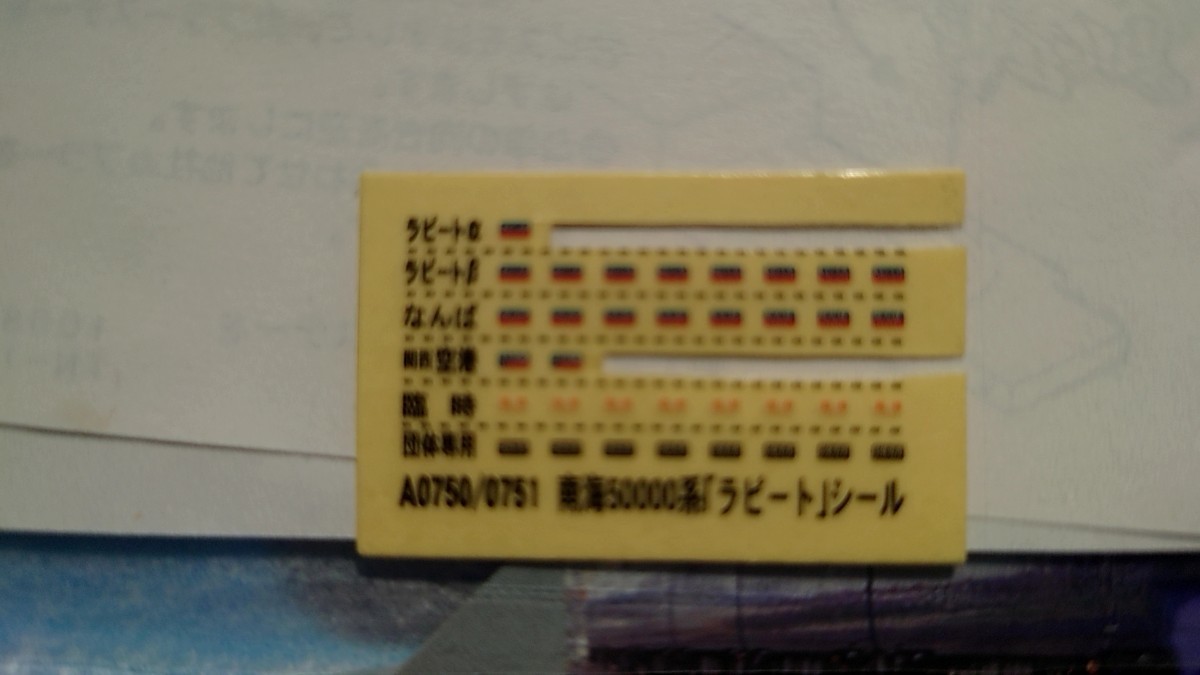 ラピートα
ラピートβ
なんば
関西空港
臨 時
団体専用
A0750/0751 南海50000系「ラピート」シール